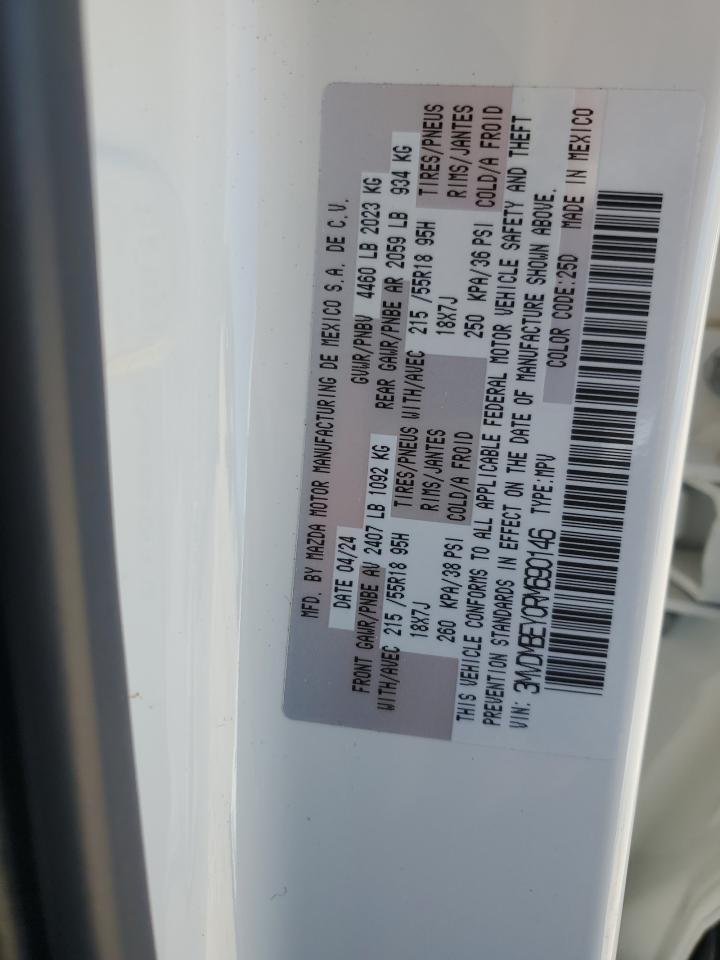 MFD. BY MAZDA MOTOR MANUFACTURING DE MEXICO S.A. DE C.V.
DATE 04/24 GVWR/PNBV 4460 LB 2023 KG
FRONT GAWR/PNBE AV 2407 LB 1092 KG REAR GAWR/PNBE AR 2059 LB 934 KG
WITH/AVEC 215 /55R18 95H TIRES/PNEUS WITH/AVEC 215 /55R18 95H TIRES/PNEUS
18X7J RIMS/JANTES 18X7J RIMS/JANTES
260 KPA/38 PSI COLD/A FROID 250 KPA/36 PSI COLD/A FROID
THIS VEHICLE CONFORMS TO ALL APPLICABLE FEDERAL MOTOR VEHICLE SAFETY AND THEFT
PREVENTION STANDARDS IN EFFECT ON THE DATE OF MANUFACTURE SHOWN ABOVE.
VIN: 3MVDMBEY0RM690146 TYPE:MPV COLOR CODE:25D MADE IN MEXICO